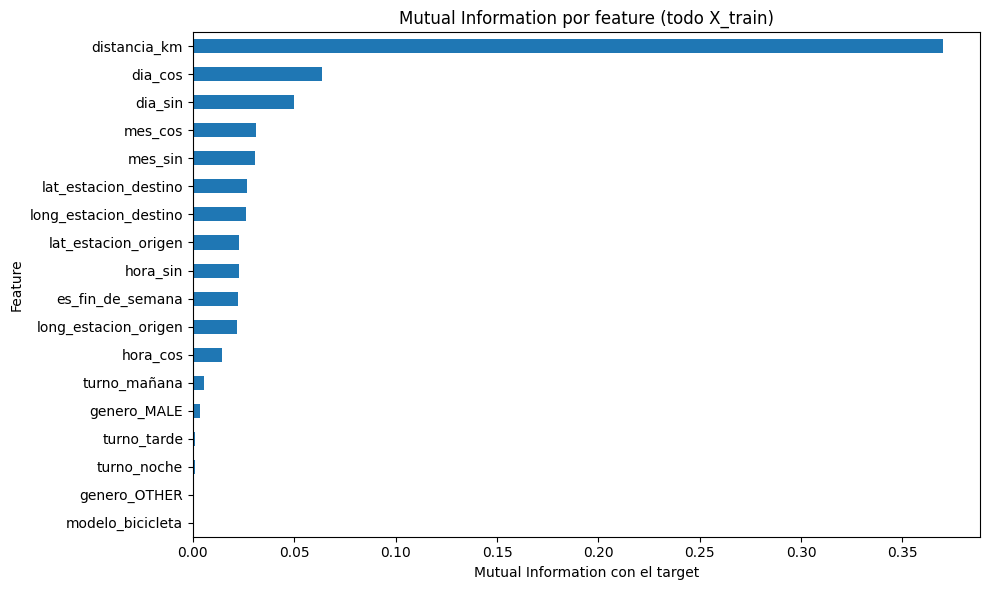 Mutual Information por feature (todo X_train)
Feature
distancia_km
dia_cos
dia_sin
mes_cos
mes_sin
lat_estacion_destino
long_estacion_destino
lat_estacion_origen
hora_sin
es_fin_de_semana
long_estacion_origen
hora_cos
turno_mañana
genero_MALE
turno_tarde
turno_noche
genero_OTHER
modelo_bicicleta
0.00 0.05 0.10 0.15 0.20 0.25 0.30 0.35
Mutual Information con el target